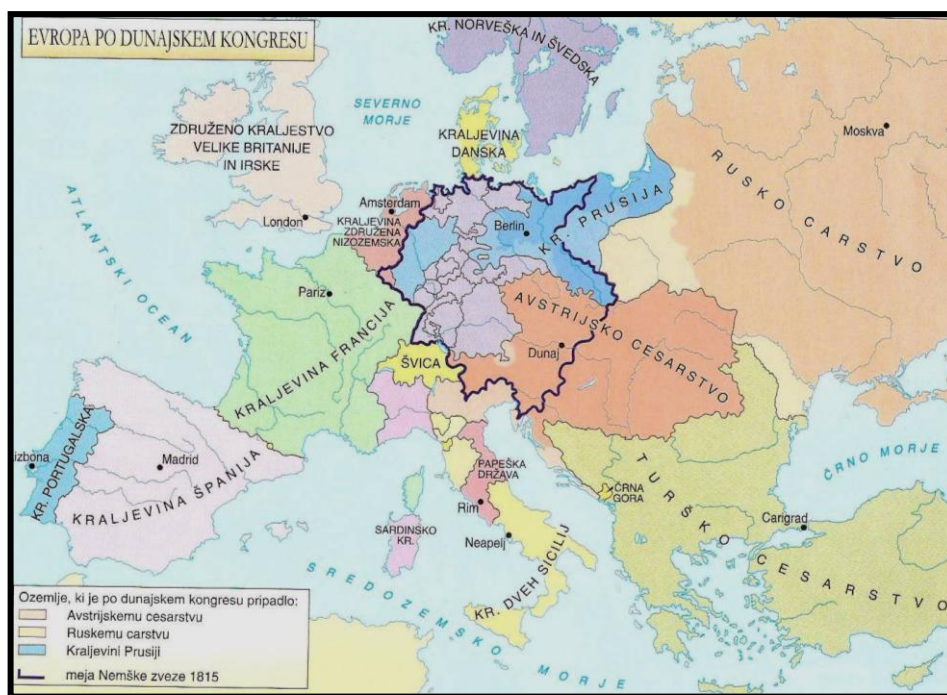 EVROPA PO DUNAJSKEM KONGRESU
KR. NORVEŠKA IN ŠVEDSKA
SEVERNO
MORJE
KRALJEVINA
DANSKA
Moskva
ZDRUŽENO KRALJESTVO
VELIKE BRITANIJE
IN IRSKE
RUSKO CARSTVO
ATLANTSKI OCEAN
London
Amsterdam
KRALJEVINA
ZDRUŽENA
NIZOZEMSKA
Berlin
KR. PRUSIJA
Pariz
AVSTRIJSKO CESARSTVO
Dunaj
KRALJEVINA FRANCIJA
ŠVICA
KR. PORTUGALSKA
izbona
Madrid
KRALJEVINA ŠPANIJA
PAPEŠKA
DRŽAVA
Rim
ČRNA
GORA
TURSKO CESARSTVO
ČRNO MORJE
Carigrad
SARDINSKO
KR.
Neapelj
KR. DVEH SICILIJ
SREDOZEMSKO MORJE
Ozemlje, ki je po dunajskem kongresu pripadlo:
Avstrijskemu cesarstvu
Ruskemu carstvu
Kraljevini Prusiji
meja Nemške zveze 1815